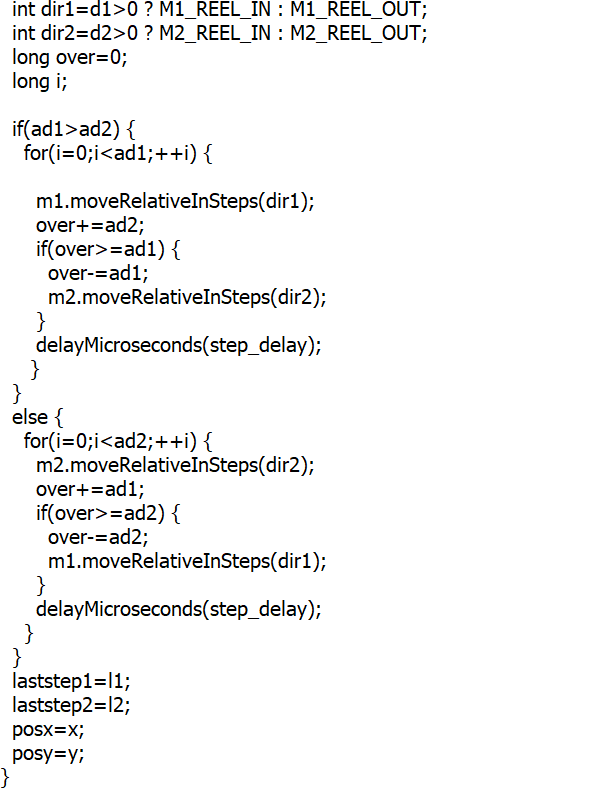 int dir1=d1>0 ? M1_REEL_IN : M1_REEL_OUT;
int dir2=d2>0 ? M2_REEL_IN : M2_REEL_OUT;
long over=0;
long i;

if(ad1>ad2) {
for(i=0;i<ad1;++i) {

m1.moveRelativeInSteps(dir1);
over+=ad2;
if(over>=ad1) {
over-=ad1;
m2.moveRelativeInSteps(dir2);
}
delayMicroseconds(step_delay);
}
}
else {
for(i=0;i<ad2;++i) {
m2.moveRelativeInSteps(dir2);
over+=ad1;
if(over>=ad2) {
over-=ad2;
m1.moveRelativeInSteps(dir1);
}
delayMicroseconds(step_delay);
}
}
laststep1=l1;
laststep2=l2;
posx=x;
posy=y;
}